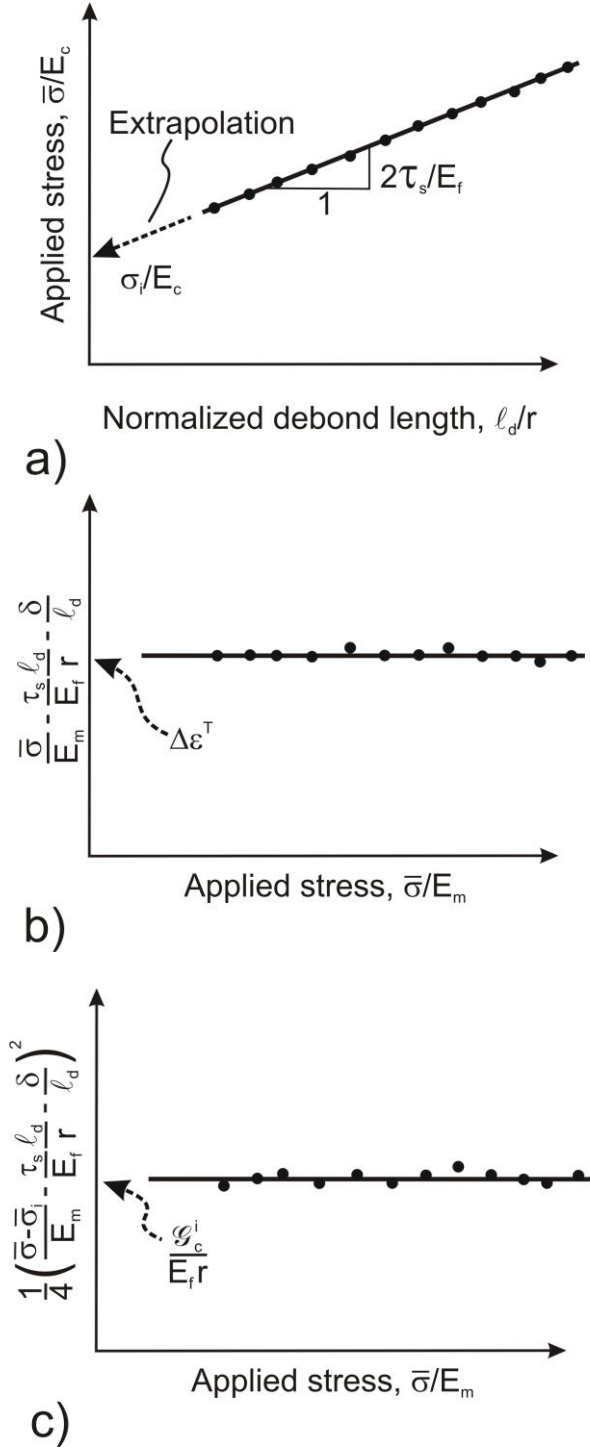 Applied stress, σ̄/E_c
Extrapolation
2τ_s/E_f
1
σ_i/E_c
Normalized debond length, ℓ_d/r
a)
σ̄/E_m - τ_s/E_f ℓ_d/r - δ/ℓ_d
Δε^T
Applied stress, σ̄/E_m
b)
1/4 ( (σ̄-σ̄_i)/E_m - τ_s/E_f ℓ_d/r - δ/ℓ_d )^2
𝒢_c^i / E_f r
Applied stress, σ̄/E_m
c)